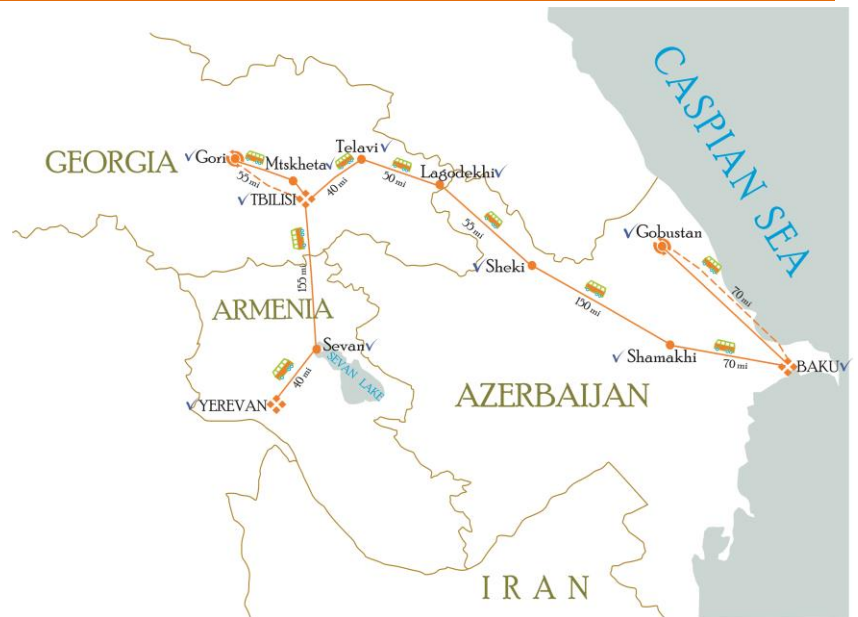 CASPIAN SEA
GEORGIA
Gori
Mtskheta
Telavi
55 mi
TBILISI
40 mi
50 mi
Lagodekhi
55 mi
Gobustan
Sheki
155 mi
70 mi
150 mi
ARMENIA
Sevan
SEVAN LAKE
40 mi
YEREVAN
Shamakhi
70 mi
BAKU
AZERBAIJAN
IRAN